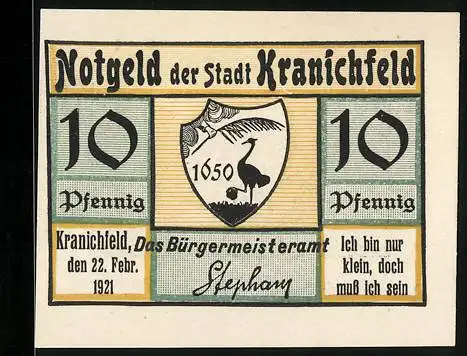 Notgeld der Stadt Kranichfeld
10
Pfennig
1650
10
Pfennig
Kranichfeld,
den 22. Febr.
1921
Das Bürgermeisteramt
Stephany
Ich bin nur
klein, doch
muß ich sein